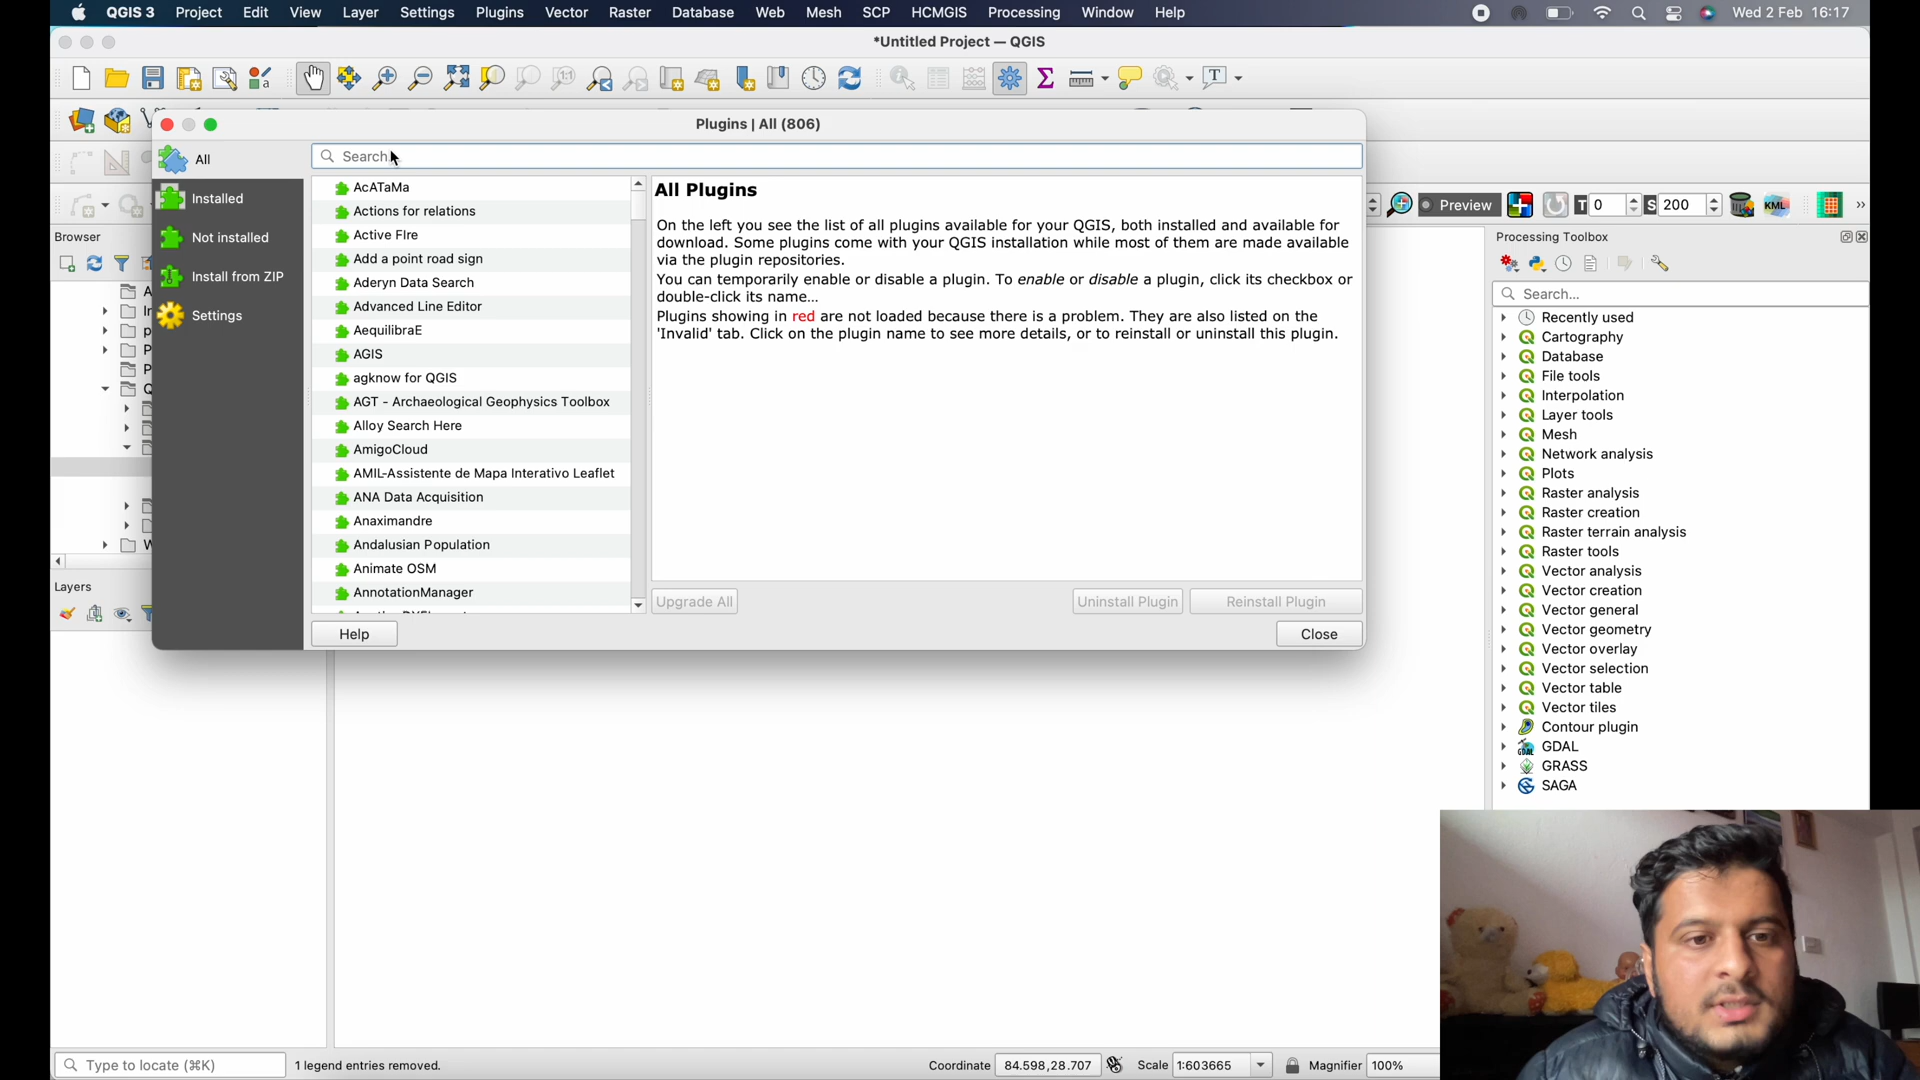 QGIS 3 Project Edit View Layer Settings Plugins Vector Raster Database Web Mesh SCP HCMGIS Processing Window Help Wed 2 Feb 16:17
*Untitled Project — QGIS
Plugins | All (806)
All
Search...
Installed
Not installed
Install from ZIP
Settings
AcATaMa
Actions for relations
Active FIre
Add a point road sign
Aderyn Data Search
Advanced Line Editor
AequilibraE
AGIS
agknow for QGIS
AGT - Archaeological Geophysics Toolbox
Alloy Search Here
AmigoCloud
AMIL-Assistente de Mapa Interativo Leaflet
ANA Data Acquisition
Anaximandre
Andalusian Population
Animate OSM
AnnotationManager
All Plugins
On the left you see the list of all plugins available for your QGIS, both installed and available for
download. Some plugins come with your QGIS installation while most of them are made available
via the plugin repositories.
You can temporarily enable or disable a plugin. To enable or disable a plugin, click its checkbox or
double-click its name...
Plugins showing in red are not loaded because there is a problem. They are also listed on the
'Invalid' tab. Click on the plugin name to see more details, or to reinstall or uninstall this plugin.
Upgrade All Uninstall Plugin Reinstall Plugin
Help Close
Preview T 0 S 200 KML
Browser
Layers
Processing Toolbox
Search...
Recently used
Cartography
Database
File tools
Interpolation
Layer tools
Mesh
Network analysis
Plots
Raster analysis
Raster creation
Raster terrain analysis
Raster tools
Vector analysis
Vector creation
Vector general
Vector geometry
Vector overlay
Vector selection
Vector table
Vector tiles
Contour plugin
GDAL
GRASS
SAGA
Type to locate (⌘K) 1 legend entries removed. Coordinate 84.598,28.707 Scale 1:603665 Magnifier 100%